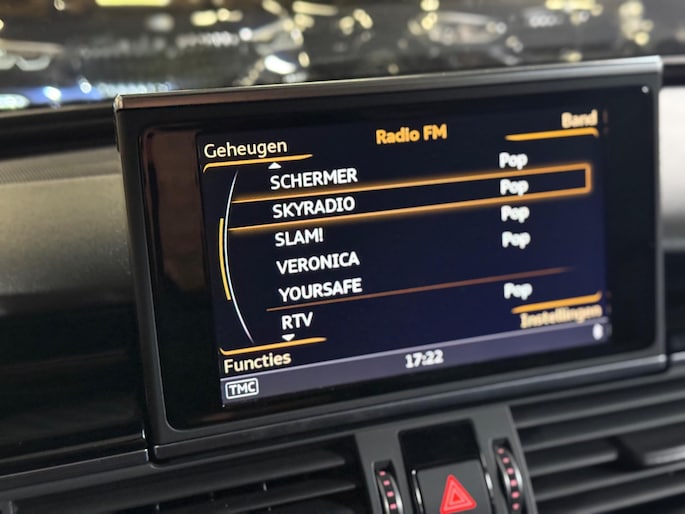 Geheugen Radio FM Band
SCHERMER Pop
SKYRADIO Pop
SLAM! Pop
VERONICA Pop
YOURSAFE
RTV Pop
Functies Instellingen
TMC 17:22